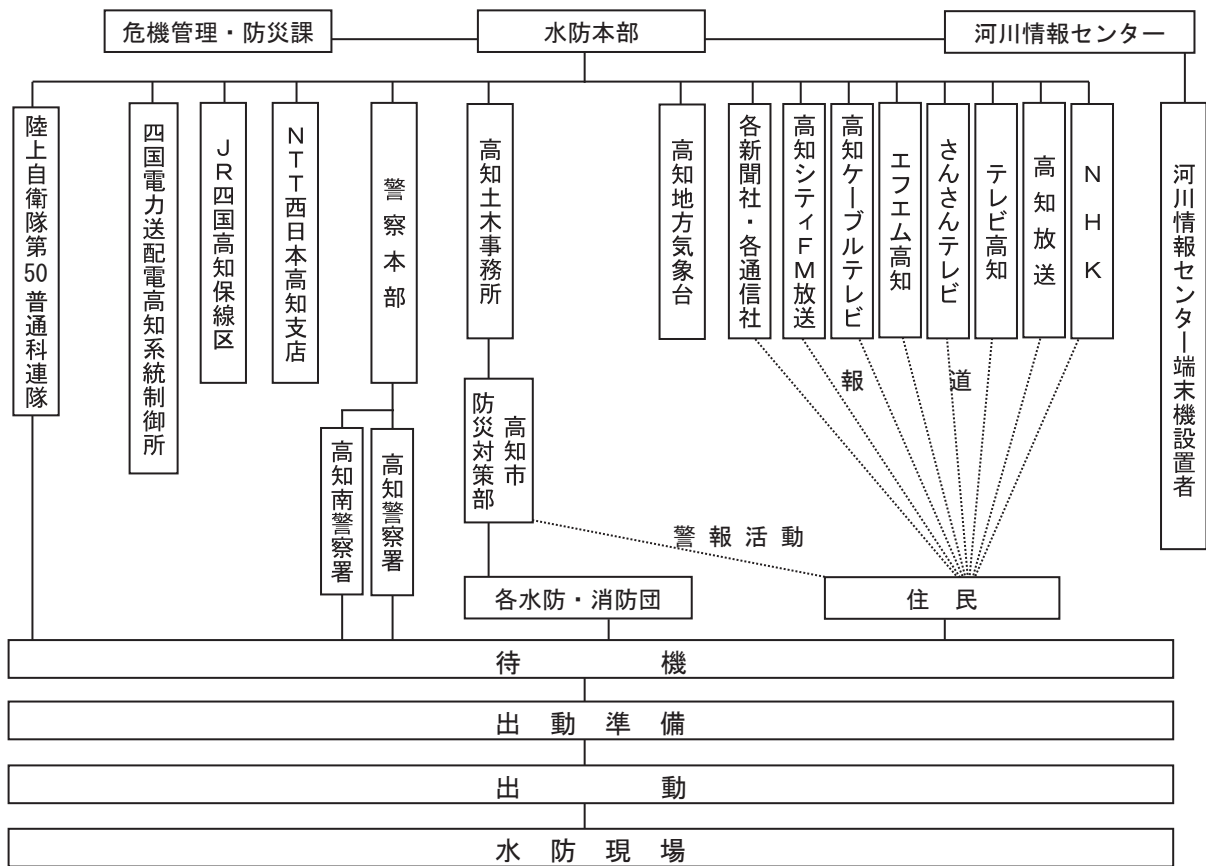 危機管理・防災課
水防本部
河川情報センター
陸上自衛隊第50普通科連隊
四国電力送配電高知系統制御所
JR四国高知保線区
NTT西日本高知支店
警察本部
高知土木事務所
高知地方気象台
各新聞社・各通信社
高知シティFM放送
高知ケーブルテレビ
エフエム高知
さんさんテレビ
テレビ高知
高知放送
NHK
河川情報センター端末機設置者
報道
高知市
防災対策部
高知南警察署
高知警察署
警報活動
各水防・消防団
住民
待機
出動準備
出動
水防現場